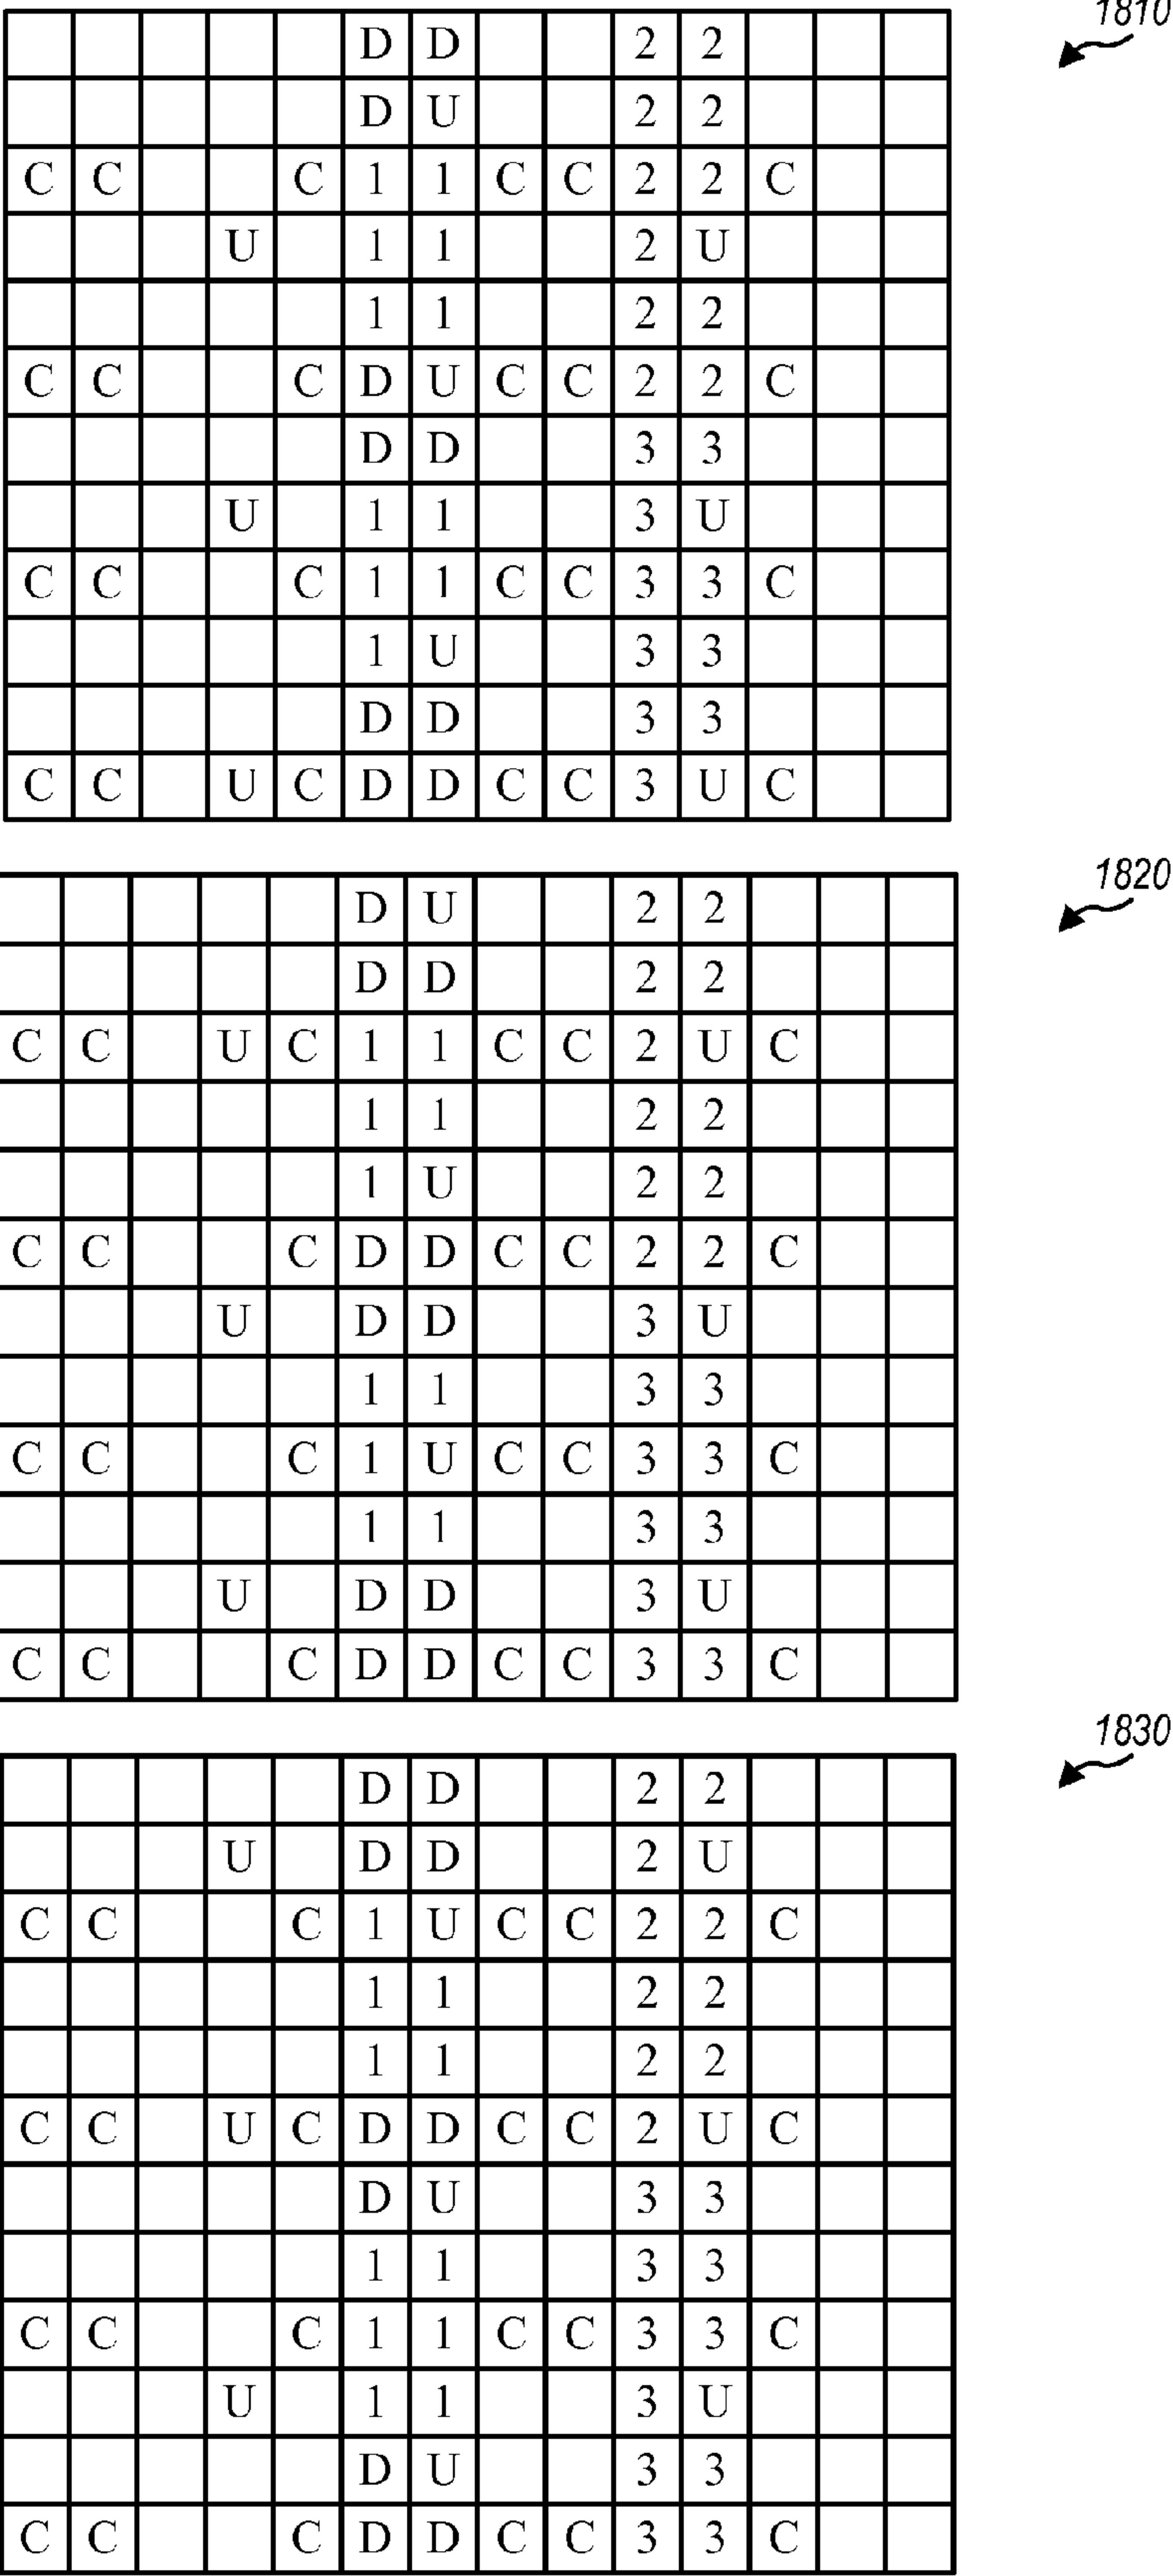 1810
D D 2 2
D U 2 2
C C C 1 1 C C 2 2 C
U 1 1 2 U
1 1 2 2
C C C D U C C 2 2 C
D D 3 3
U 1 1 3 U
C C C 1 1 C C 3 3 C
1 U 3 3
D D 3 3
C C U C D D C C 3 U C
1820
D U 2 2
D D 2 2
C C U C 1 1 C C 2 U C
1 1 2 2
1 U 2 2
C C C D D C C 2 2 C
U D D 3 U
1 1 3 3
C C C 1 U C C 3 3 C
1 1 3 3
U D D 3 U
C C C D D C C 3 3 C
1830
D D 2 2
U D D 2 U
C C C 1 U C C 2 2 C
1 1 2 2
1 1 2 2
C C U C D D C C 2 U C
D U 3 3
1 1 3 3
C C C 1 1 C C 3 3 C
U 1 1 3 U
D U 3 3
C C C D D C C 3 3 C